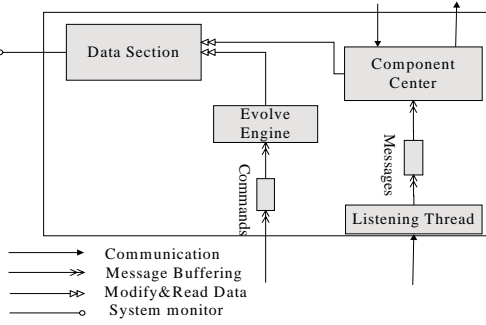 Data Section
Component
Center
Evolve
Engine
Messages
Commands
Listening Thread
Communication
Message Buffering
Modify&Read Data
System monitor